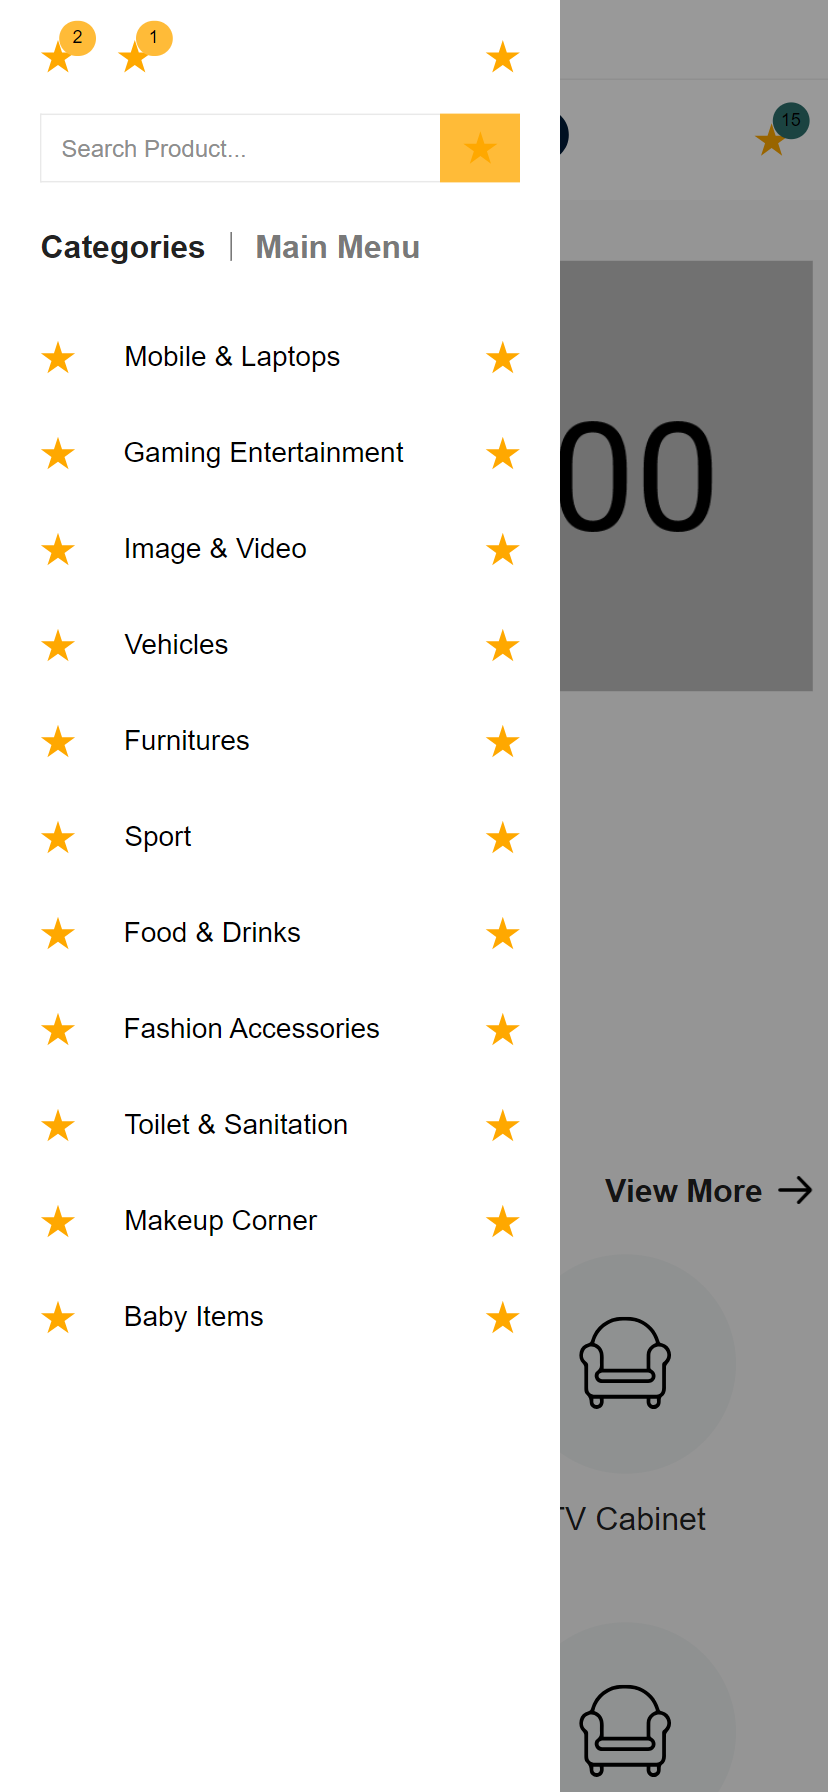 2
1
15
Search Product...
Categories
Main Menu
Mobile & Laptops
Gaming Entertainment
00
Image & Video
Vehicles
Furnitures
Sport
Food & Drinks
Fashion Accessories
Toilet & Sanitation
View More
Makeup Corner
Baby Items
TV Cabinet